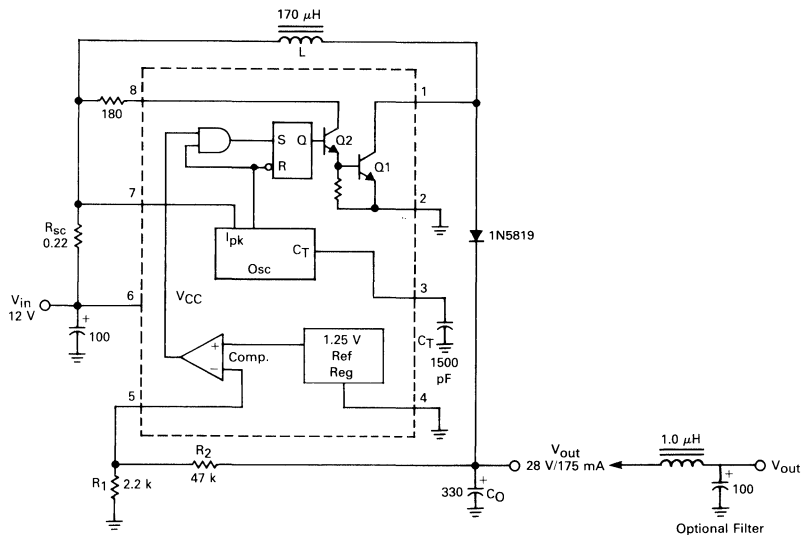 170 μH
L
8
180
1
S Q
R
Q2
Q1
7
2
Rsc
0.22
Ipk
CT
Osc
1N5819
Vin
12 V
6
VCC
3
+
100
CT
1500
pF
+
−
Comp.
1.25 V
Ref
Reg
5
4
R2
47 k
R1
2.2 k
Vout
28 V/175 mA
1.0 μH
Vout
330
+
CO
+
100
Optional Filter